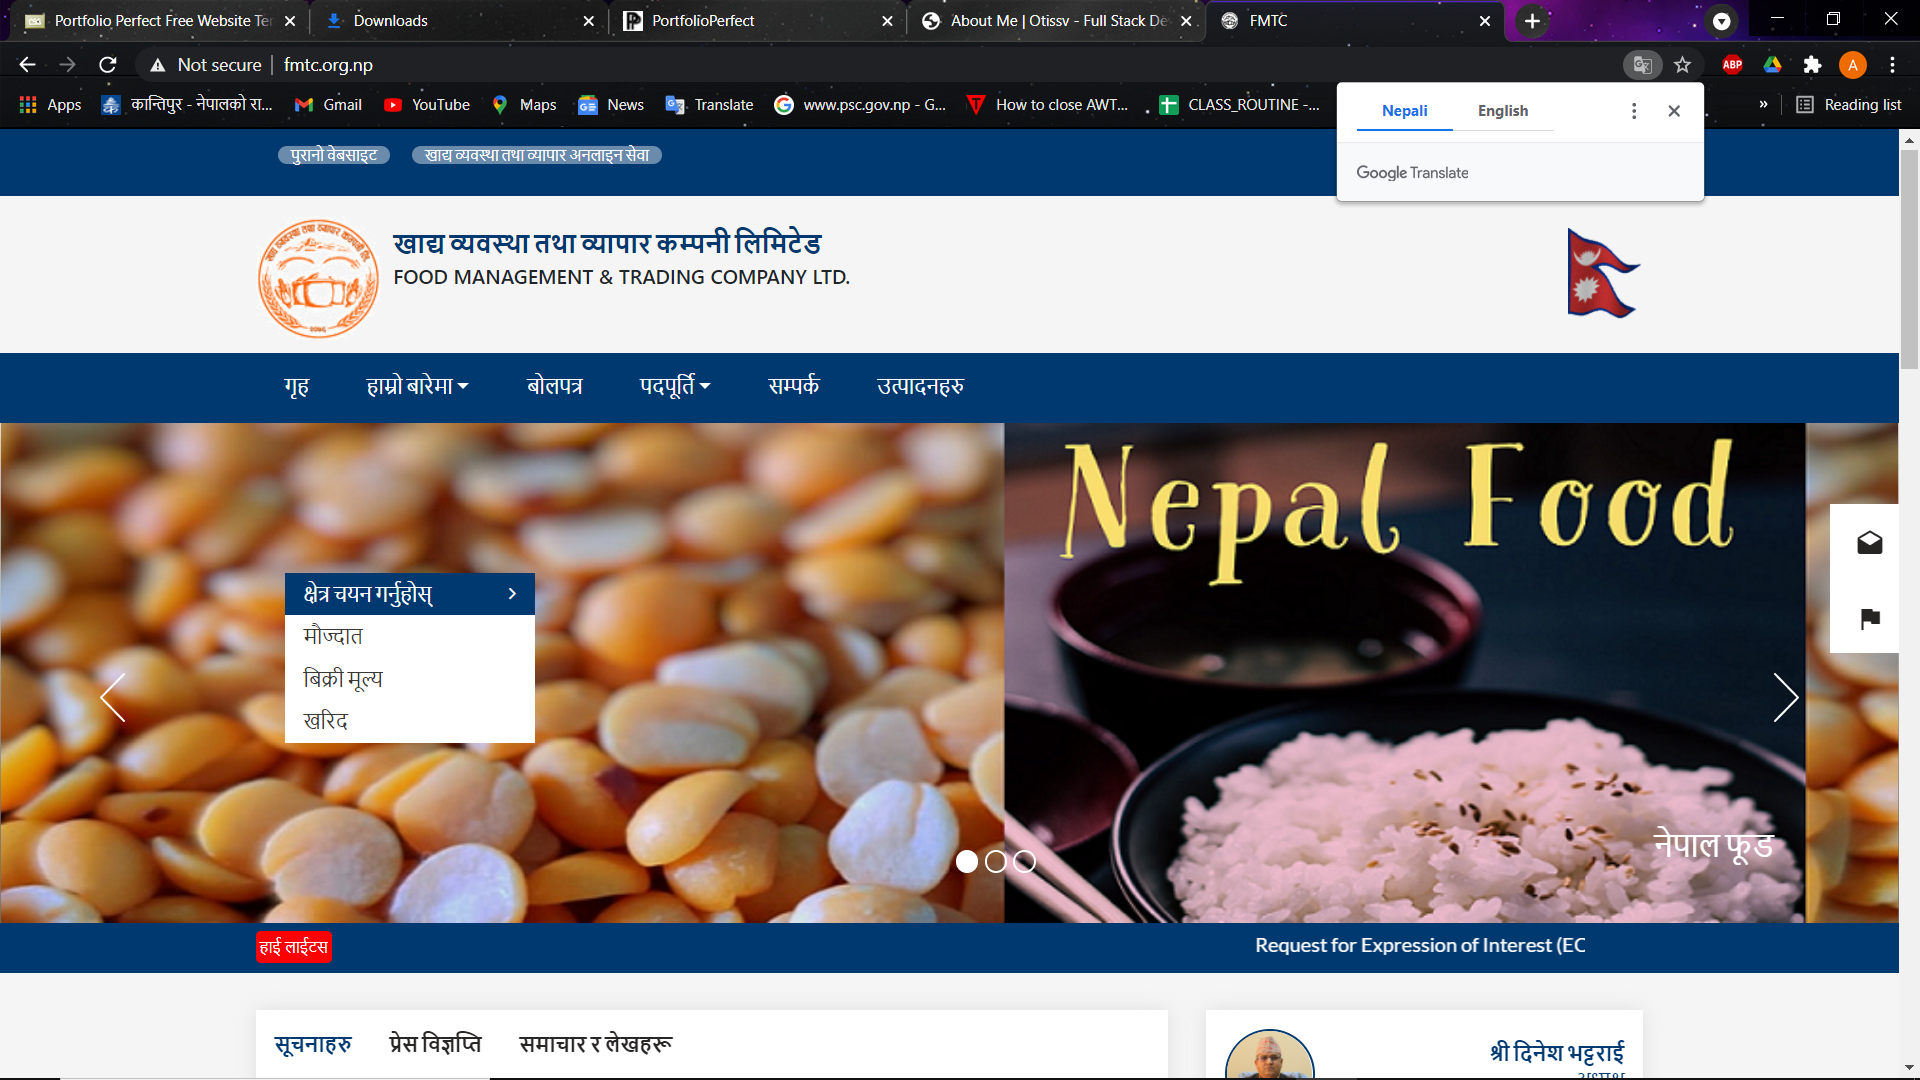 Portfolio Perfect Free Website Te
Downloads
PortfolioPerfect
About Me | Otissv - Full Stack De
FMTC
Not secure
fmtc.org.np
A
Apps
कान्तिपुर - नेपालको रा...
Gmail
YouTube
Maps
News
Translate
www.psc.gov.np - G...
How to close AWT...
CLASS_ROUTINE -...
»
Reading list
ABP
Nepali
English
Google Translate
पुरानो वेबसाइट
खाद्य व्यवस्था तथा व्यापार अनलाइन सेवा
खाद्य व्यवस्था तथा व्यापार कम्पनी लिमिटेड
FOOD MANAGEMENT & TRADING COMPANY LTD.
गृह
हाम्रो बारेमा
बोलपत्र
पदपूर्ति
सम्पर्क
उत्पादनहरु
Nepal Food
क्षेत्र चयन गर्नुहोस्
मौज्दात
बिक्री मूल्य
खरिद
नेपाल फूड
हाई लाईटस
Request for Expression of Interest (EC
सूचनाहरु
प्रेस विज्ञप्ति
समाचार र लेखहरू
श्री दिनेश भट्टराई